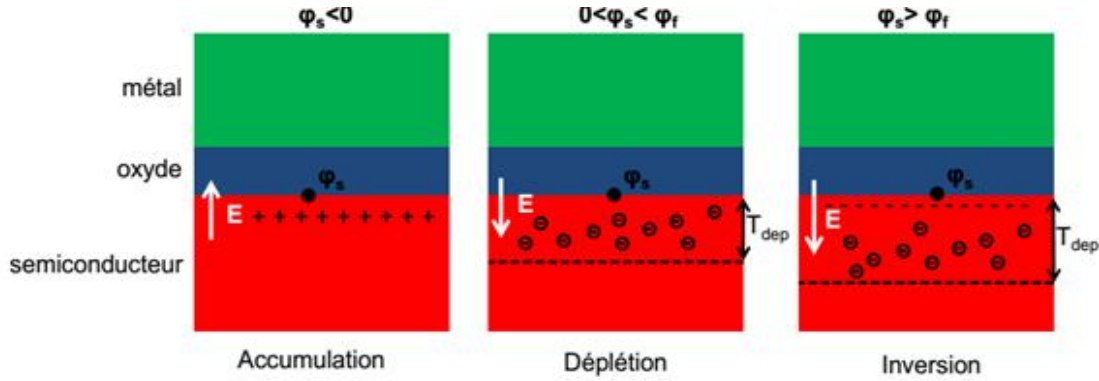 φs<0 0<φs< φf φs> φf
métal
oxyde
φs φs φs
E E E
+ + + + + + + + +
Tdep Tdep
semiconducteur
Accumulation Déplétion Inversion